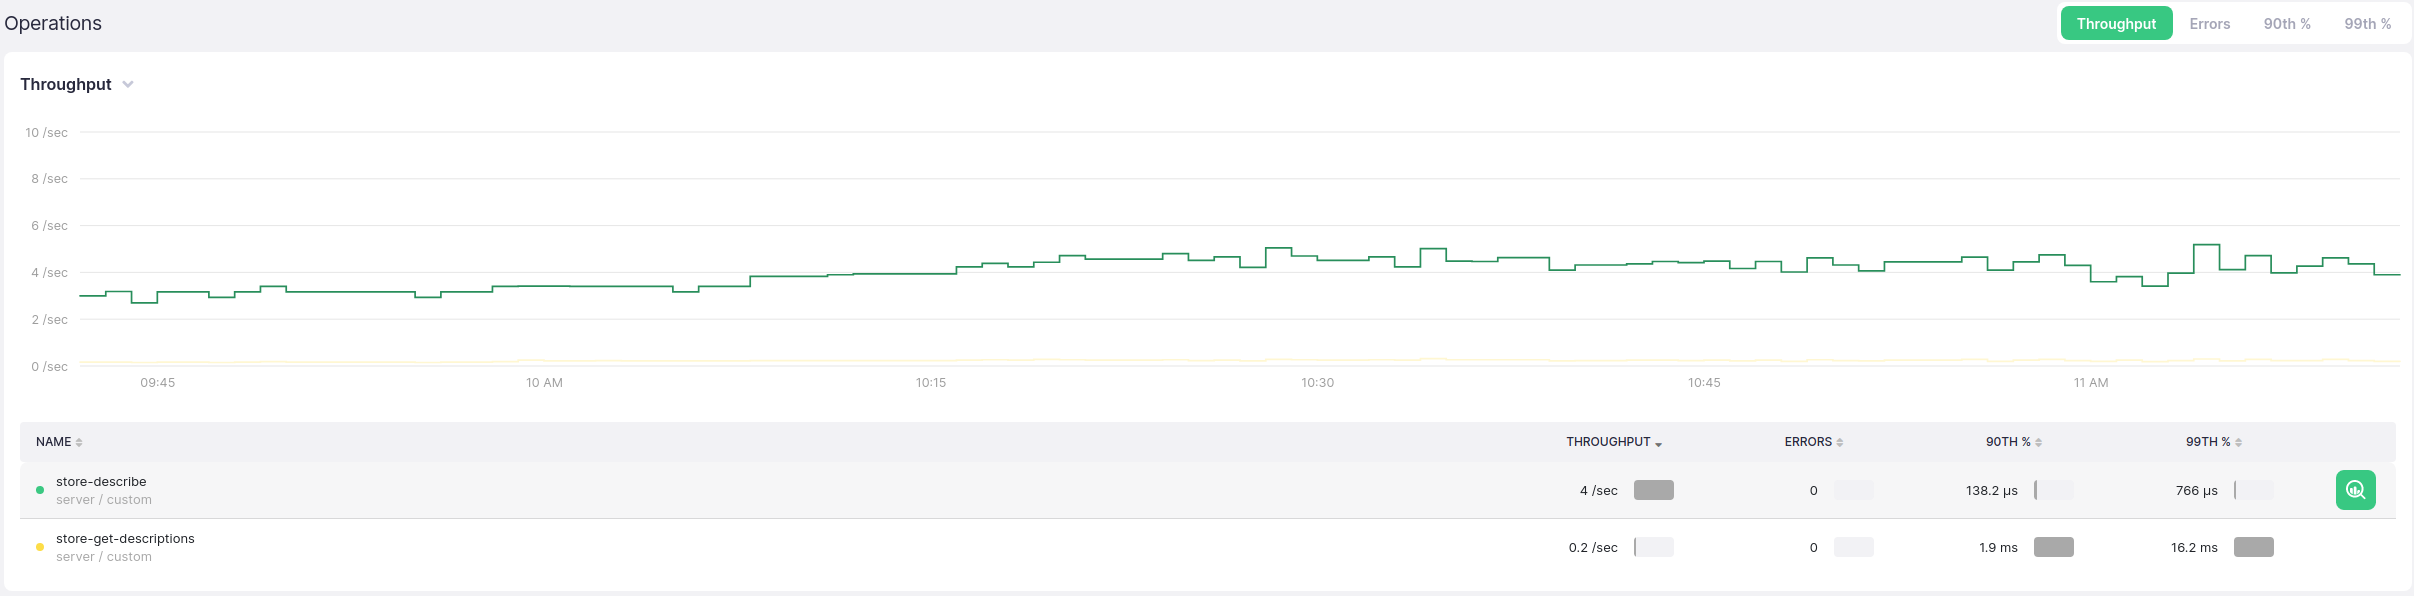 Operations
Throughput Errors 90th % 99th %
Throughput
10 /sec
8 /sec
6 /sec
4 /sec
2 /sec
0 /sec
09:45 10 AM 10:15 10:30 10:45 11 AM
NAME THROUGHPUT ERRORS 90TH % 99TH %
store-describe
server / custom
4 /sec 0 138.2 µs 766 µs
store-get-descriptions
server / custom
0.2 /sec 0 1.9 ms 16.2 ms